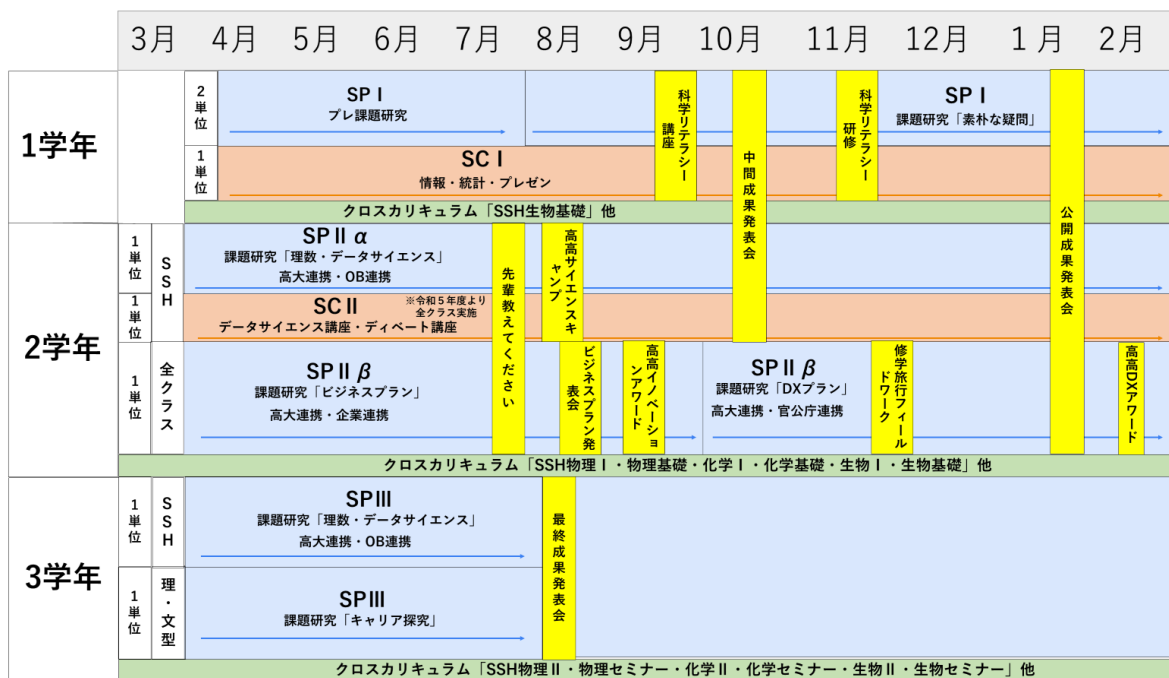 3月 4月 5月 6月 7月 8月 9月 10月 11月 12月 1月 2月
1学年
2単位
SPⅠ
プレ課題研究
科学リテラシー講座
中間成果発表会
科学リテラシー研修
SPⅠ
課題研究「素朴な疑問」
公開成果発表会
1単位
SCⅠ
情報・統計・プレゼン
クロスカリキュラム「SSH生物基礎」他
2学年
1単位
SSH
SPⅡα
課題研究「理数・データサイエンス」
高大連携・OB連携
先輩教えてください
高高サイエンスキャンプ
1単位
SCⅡ
※令和5年度より
全クラス実施
データサイエンス講座・ディベート講座
1単位
全クラス
SPⅡβ
課題研究「ビジネスプラン」
高大連携・企業連携
ビジネスプラン発表会
高高イノベーションアワード
SPⅡβ
課題研究「DXプラン」
高大連携・官公庁連携
修学旅行フィールドワーク
高高DXアワード
クロスカリキュラム「SSH物理Ⅰ・物理基礎・化学Ⅰ・化学基礎・生物Ⅰ・生物基礎」他
3学年
1単位
SSH
SPⅢ
課題研究「理数・データサイエンス」
高大連携・OB連携
最終成果発表会
1単位
理・文型
SPⅢ
課題研究「キャリア探究」
クロスカリキュラム「SSH物理Ⅱ・物理セミナー・化学Ⅱ・化学セミナー・生物Ⅱ・生物セミナー」他